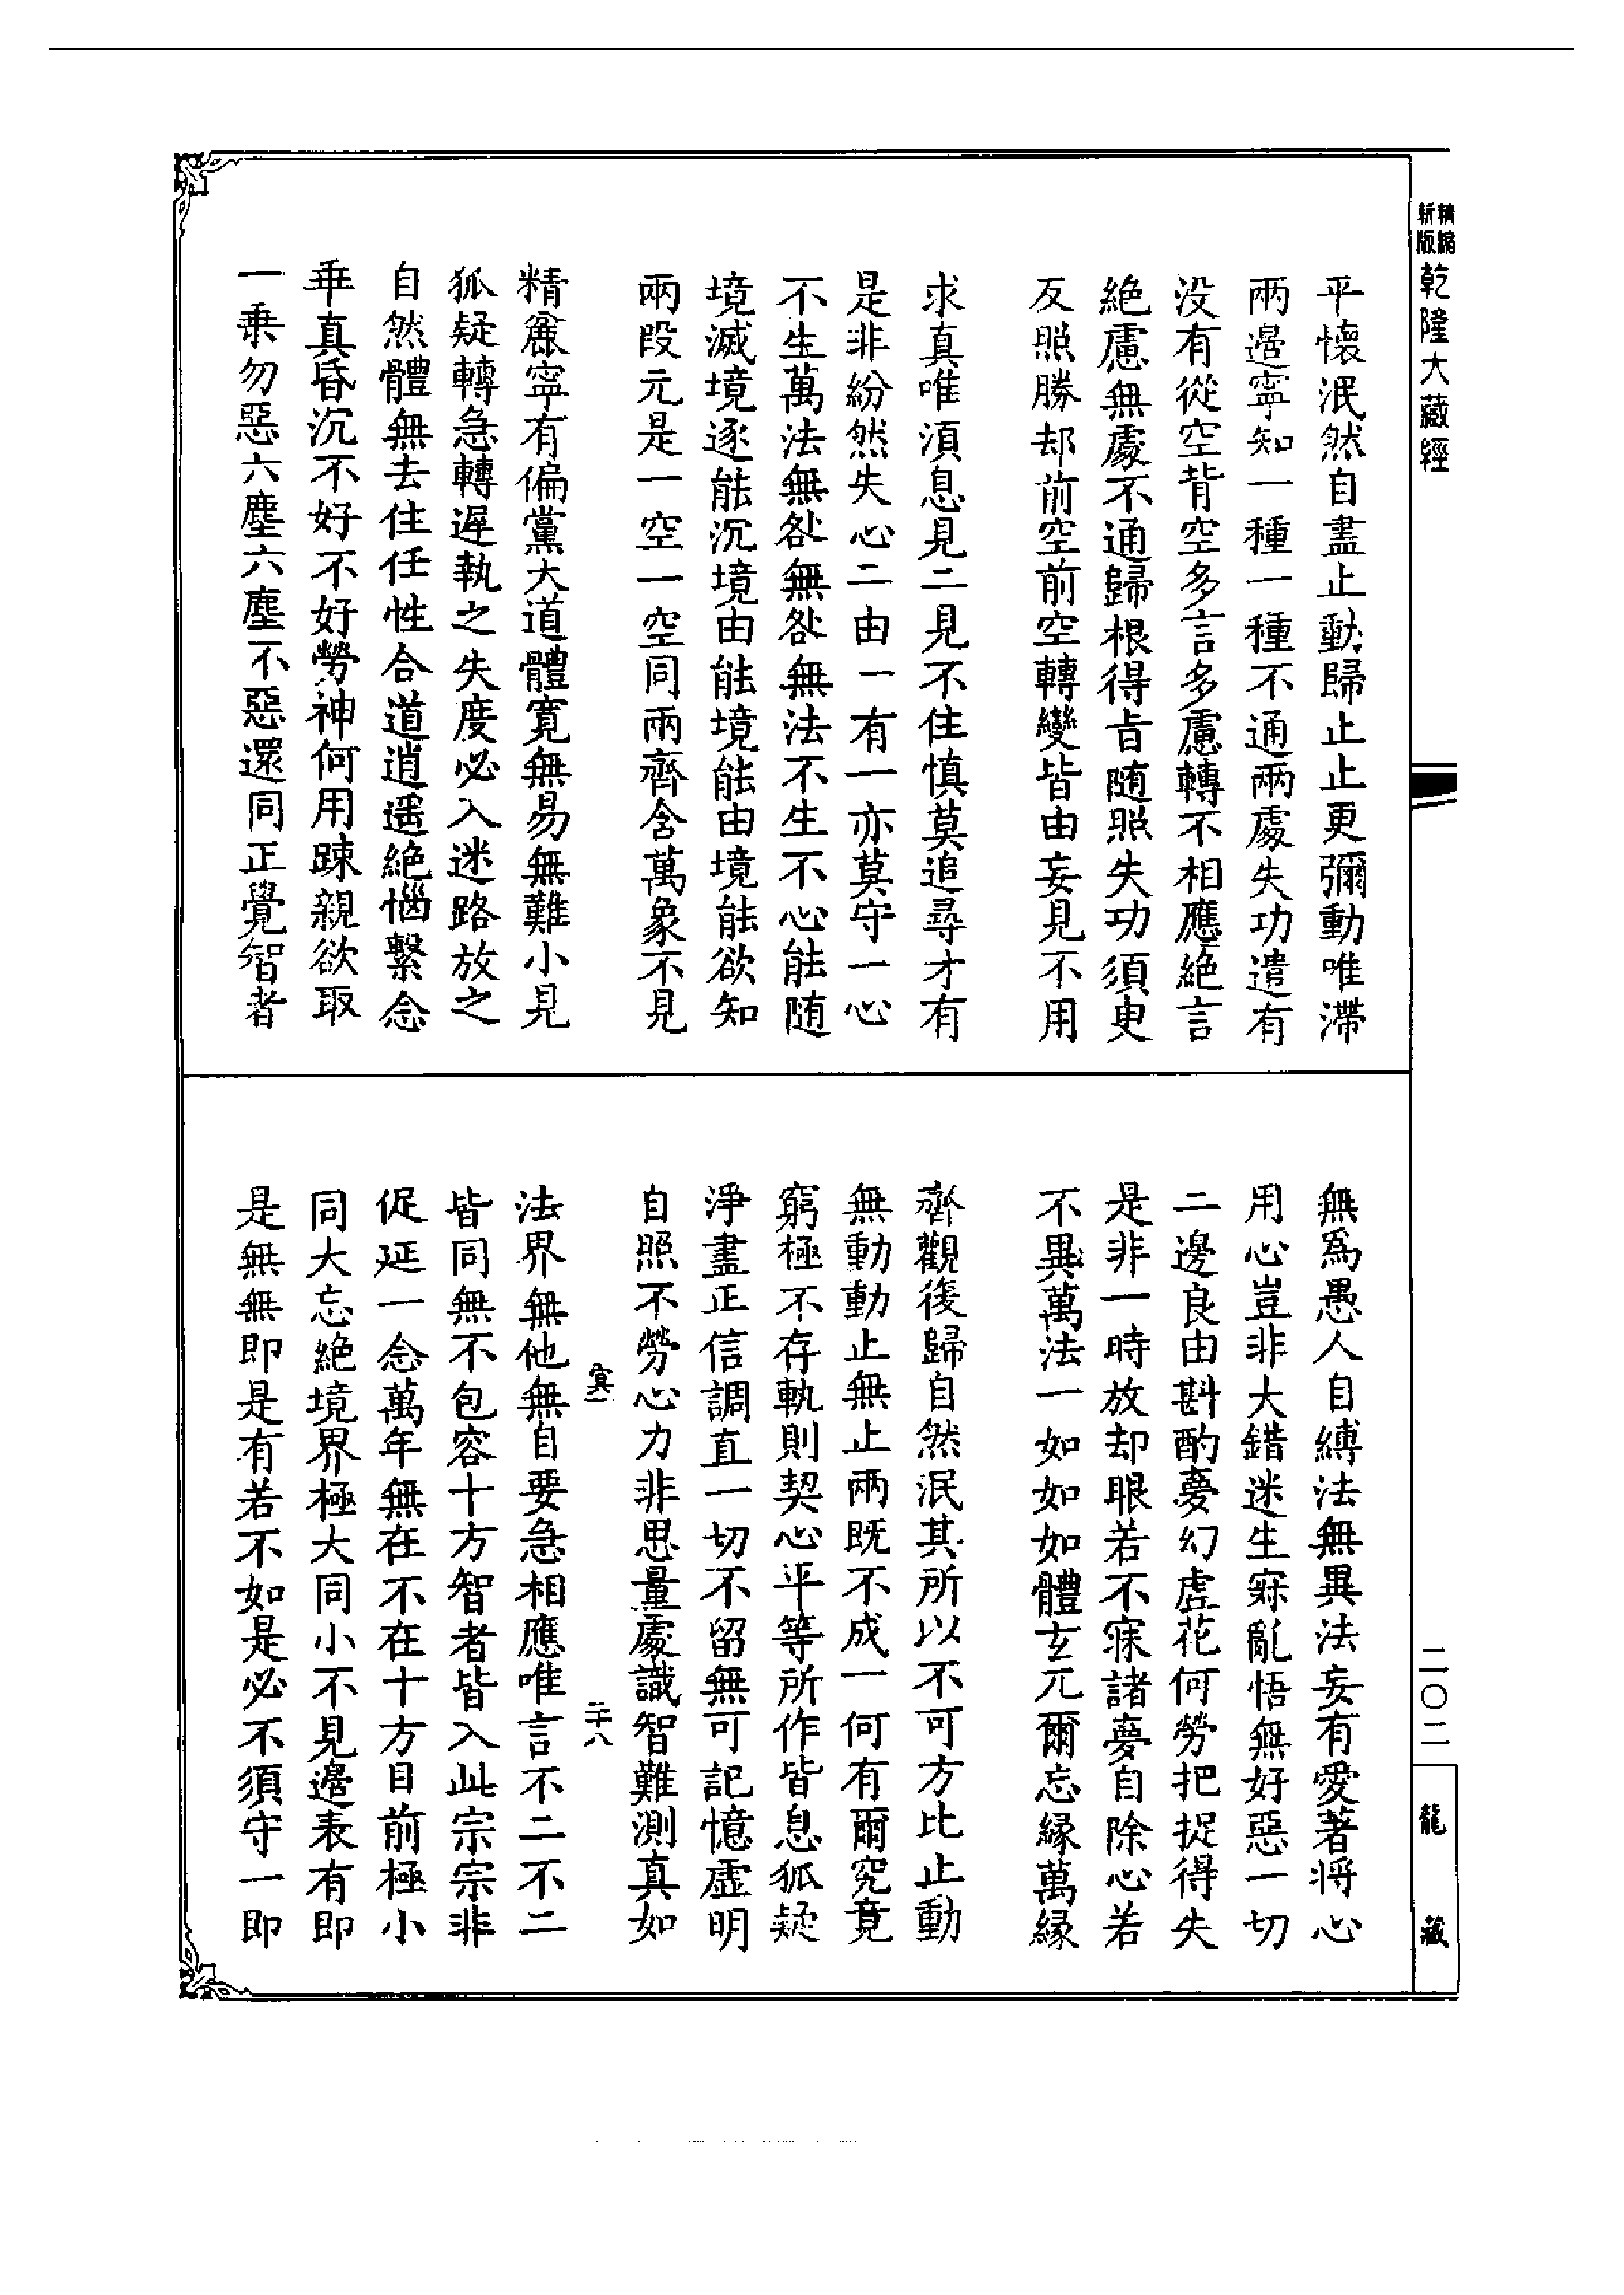 精縮
新版
乾隆大藏經
平懷泯然自盡止動歸止止更彌動唯滯
兩邊寧知一種一種不通兩處失功遣有
没有從空背空多言多慮轉不相應絕言
絕慮無處不通歸根得旨随照失功須更
反照勝却前空前空轉變皆由妄見不用
求真唯湏息見二見不住慎莫追尋才有
是非紛然失心二由一有一亦莫守一心
不生萬法無咎無咎無法不生不心能随
境滅境逐能沉境由能境能由境能欲知
兩段元是一空一空同兩齊含萬象不見
精麤寧有偏黨大道體寬無易無難小見
狐疑轉急轉遲執之失度必入迷路放之
自然體無去住任性合道逍遥絕惱繫念
乖真昏沉不好不好勞神何用踈親欲取
一乗勿惡六塵六塵不惡還同正覺智者
無爲愚人自縛法無異法妄有愛著将心
用心豈非大錯迷生寂亂悟無好惡一切
二邊良由斟酌夢幻虛花何勞把捉得失
是非一時放却眼若不寐諸夢自除心若
不異萬法一如如如體玄兀爾忘緣萬緣
齊觀復歸自然泯其所以不可方比止動
無動動止無止兩既不成一何有爾究竟
窮極不存軌則契心平等所作皆息狐疑
淨盡正信調直一切不留無可記憶虛明
自照不勞心力非思量處識智難測真如
寘一
二十八
法界無他無自要急相應唯言不二不二
皆同無不包容十方智者皆入此宗宗非
促延一念萬年無在不在十方目前極小
同大忘絕境界極大同小不見邊表有即
是無無即是有若不如是必不須守一即
二〇二
龍藏